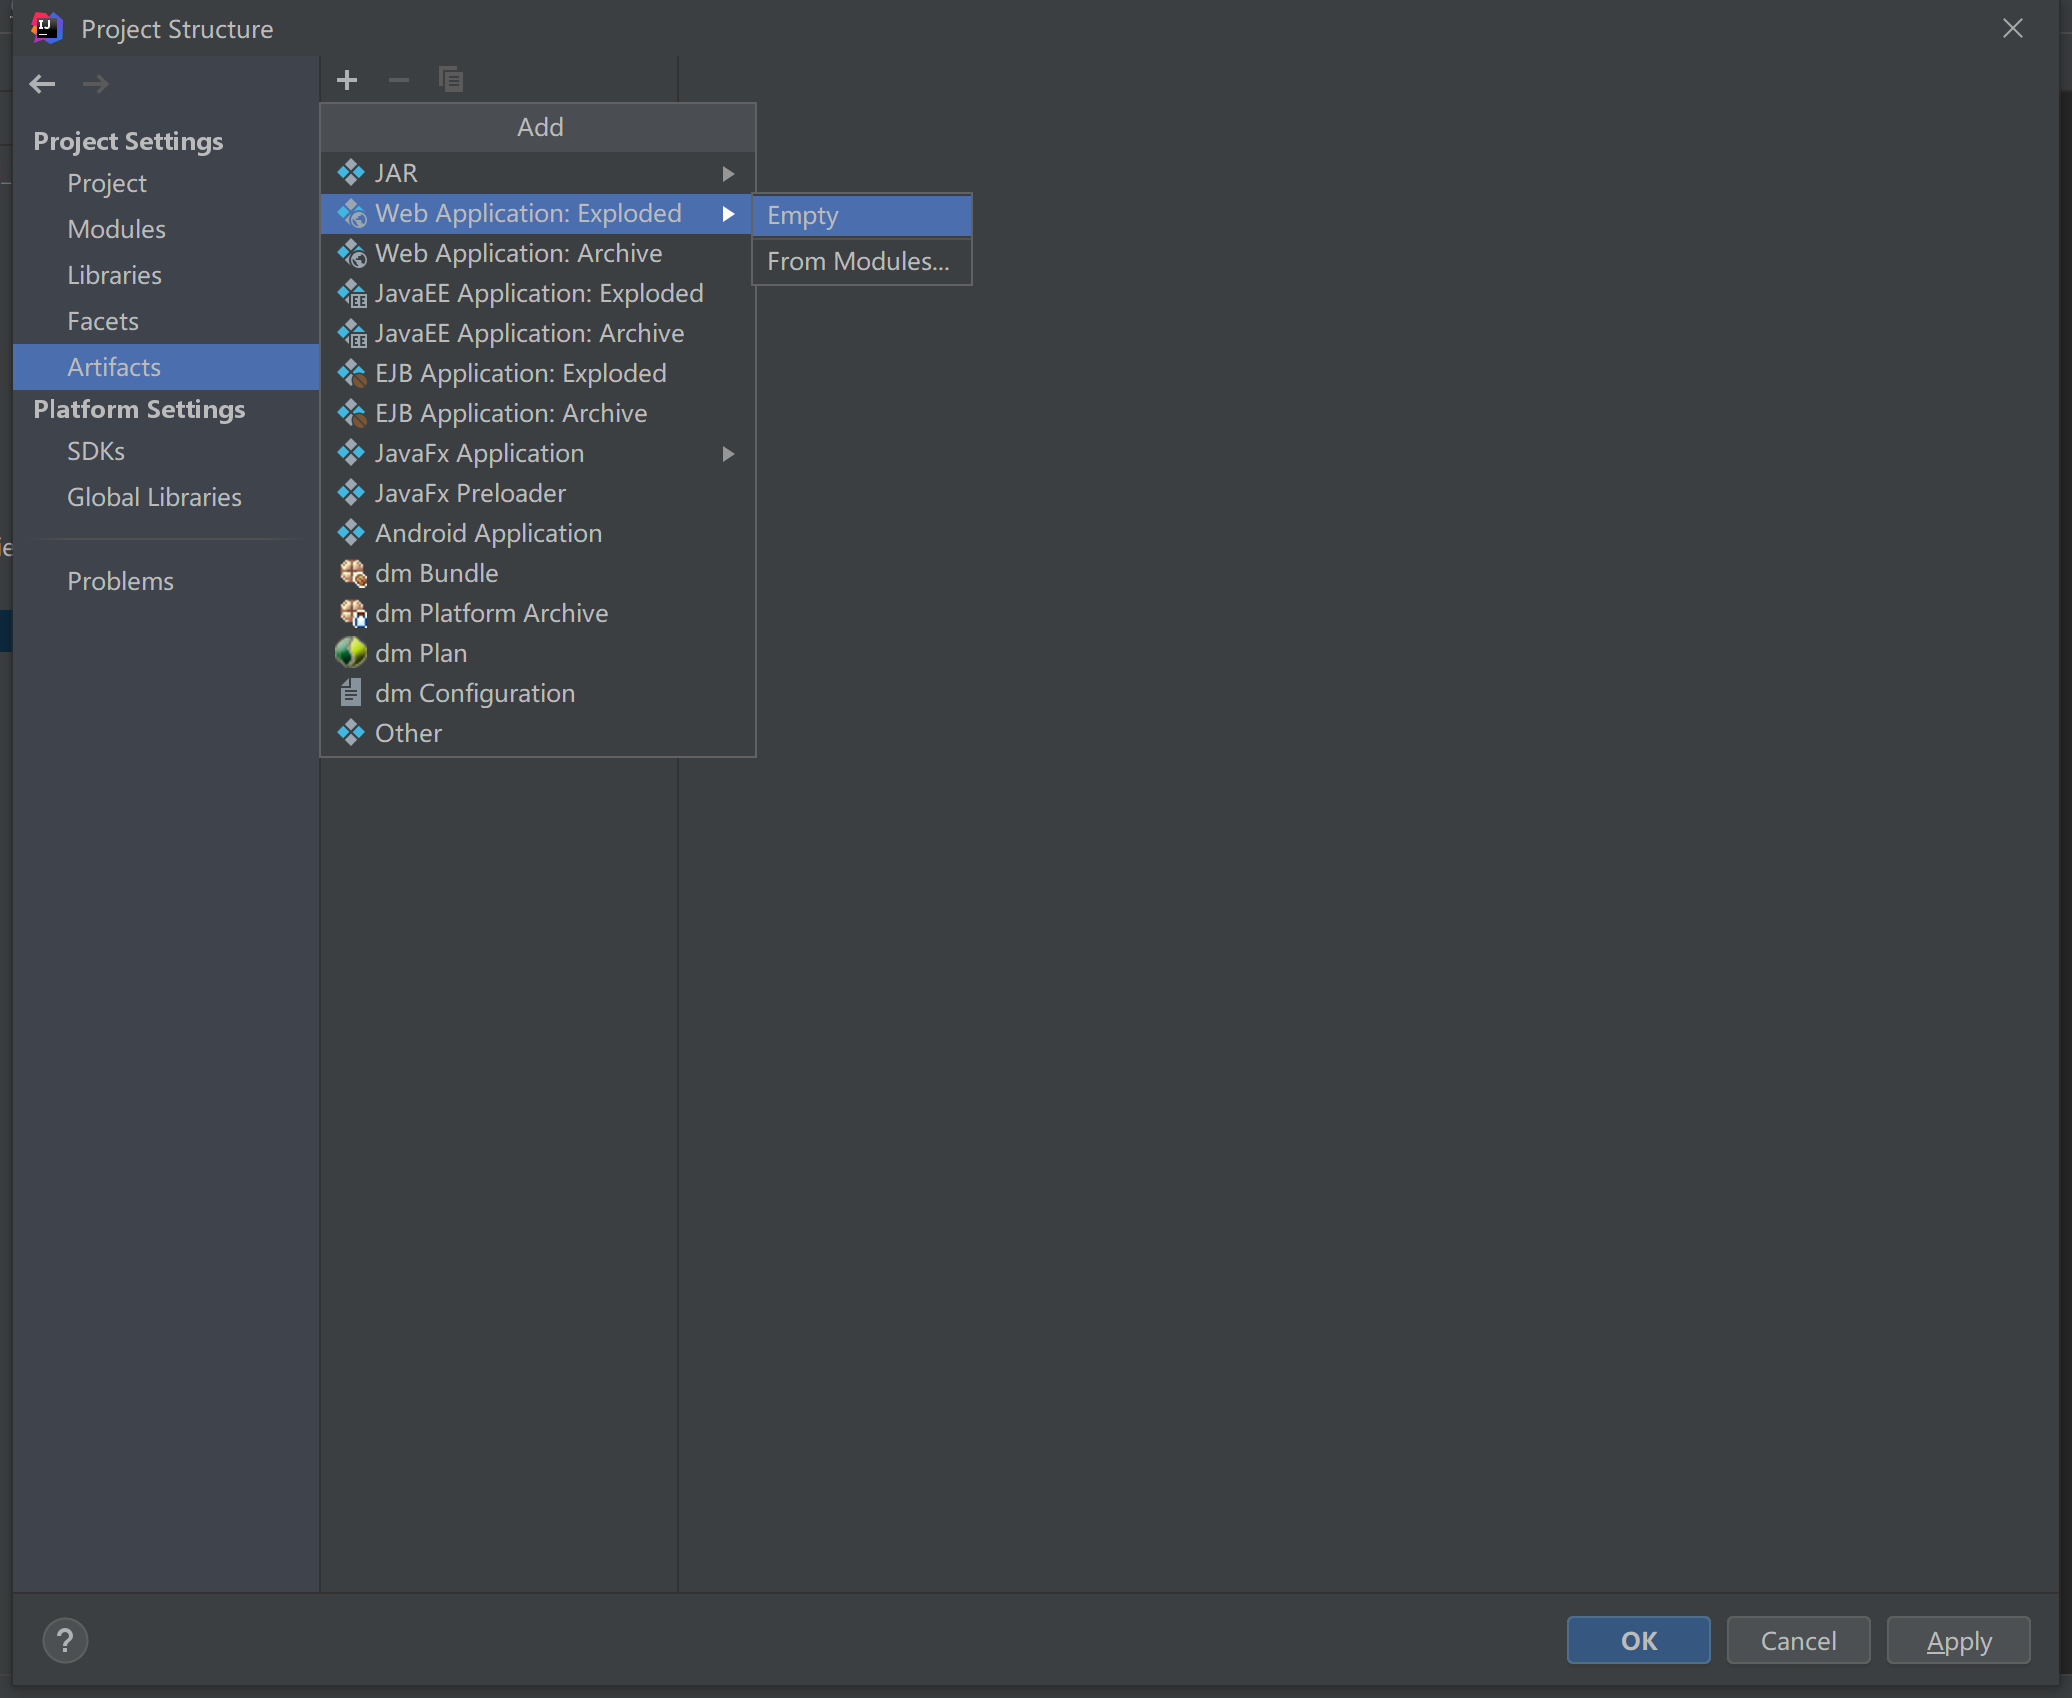 Project Structure
Project Settings
Project
Modules
Libraries
Facets
Artifacts
Platform Settings
SDKs
Global Libraries
Problems
Add
JAR
Web Application: Exploded
Web Application: Archive
JavaEE Application: Exploded
JavaEE Application: Archive
EJB Application: Exploded
EJB Application: Archive
JavaFx Application
JavaFx Preloader
Android Application
dm Bundle
dm Platform Archive
dm Plan
dm Configuration
Other
Empty
From Modules...
?
OK
Cancel
Apply